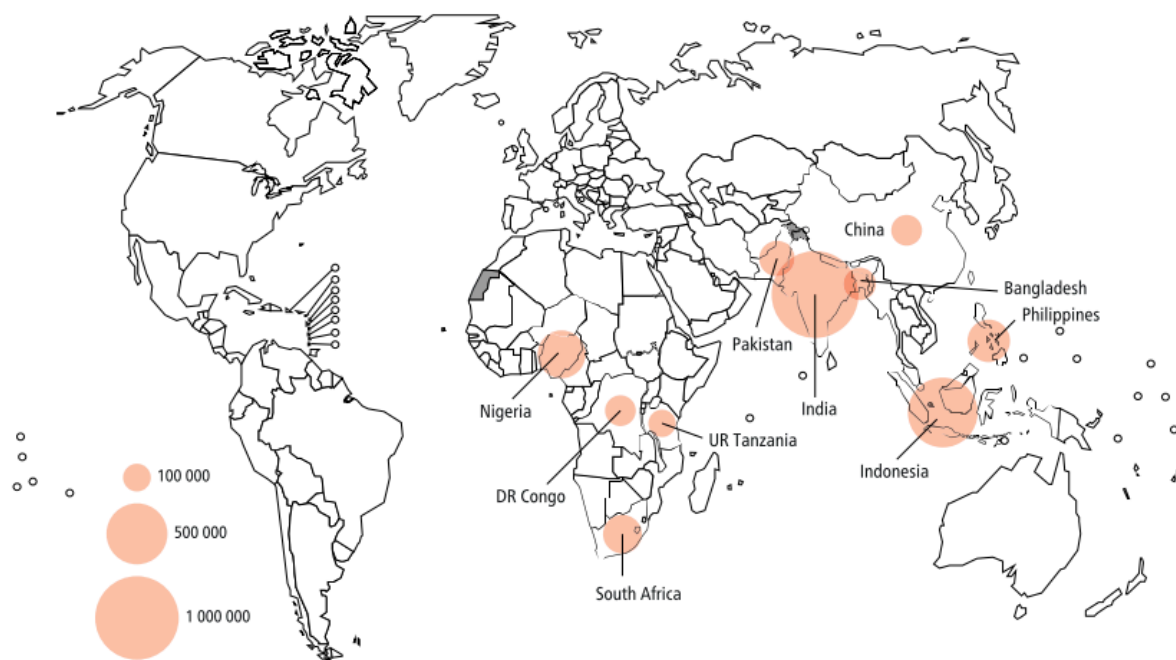 China
Bangladesh
Philippines
Pakistan
India
Nigeria
UR Tanzania
Indonesia
DR Congo
South Africa
100 000
500 000
1 000 000